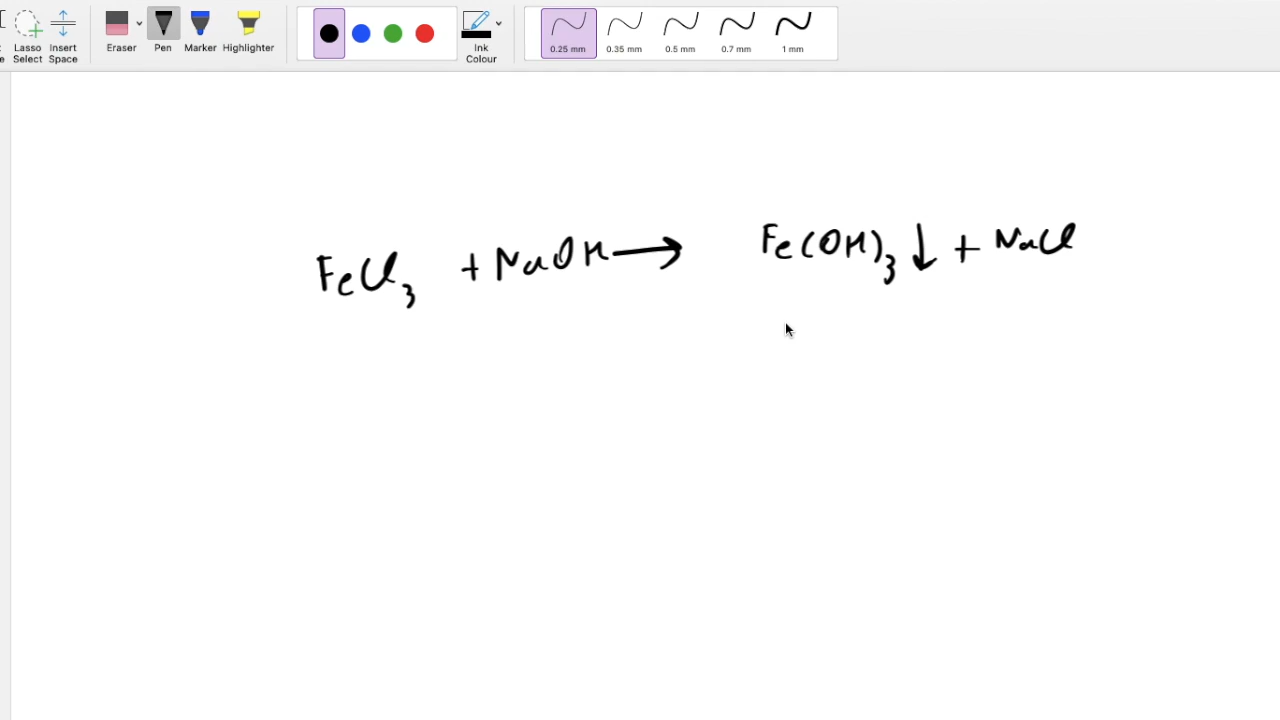 Lasso Select
Insert Space
Eraser
Pen
Marker
Highlighter
Ink Colour
0.25 mm
0.35 mm
0.5 mm
0.7 mm
1 mm
FeCl₃ + NaOH → Fe(OH)₃ ↓ + NaCl